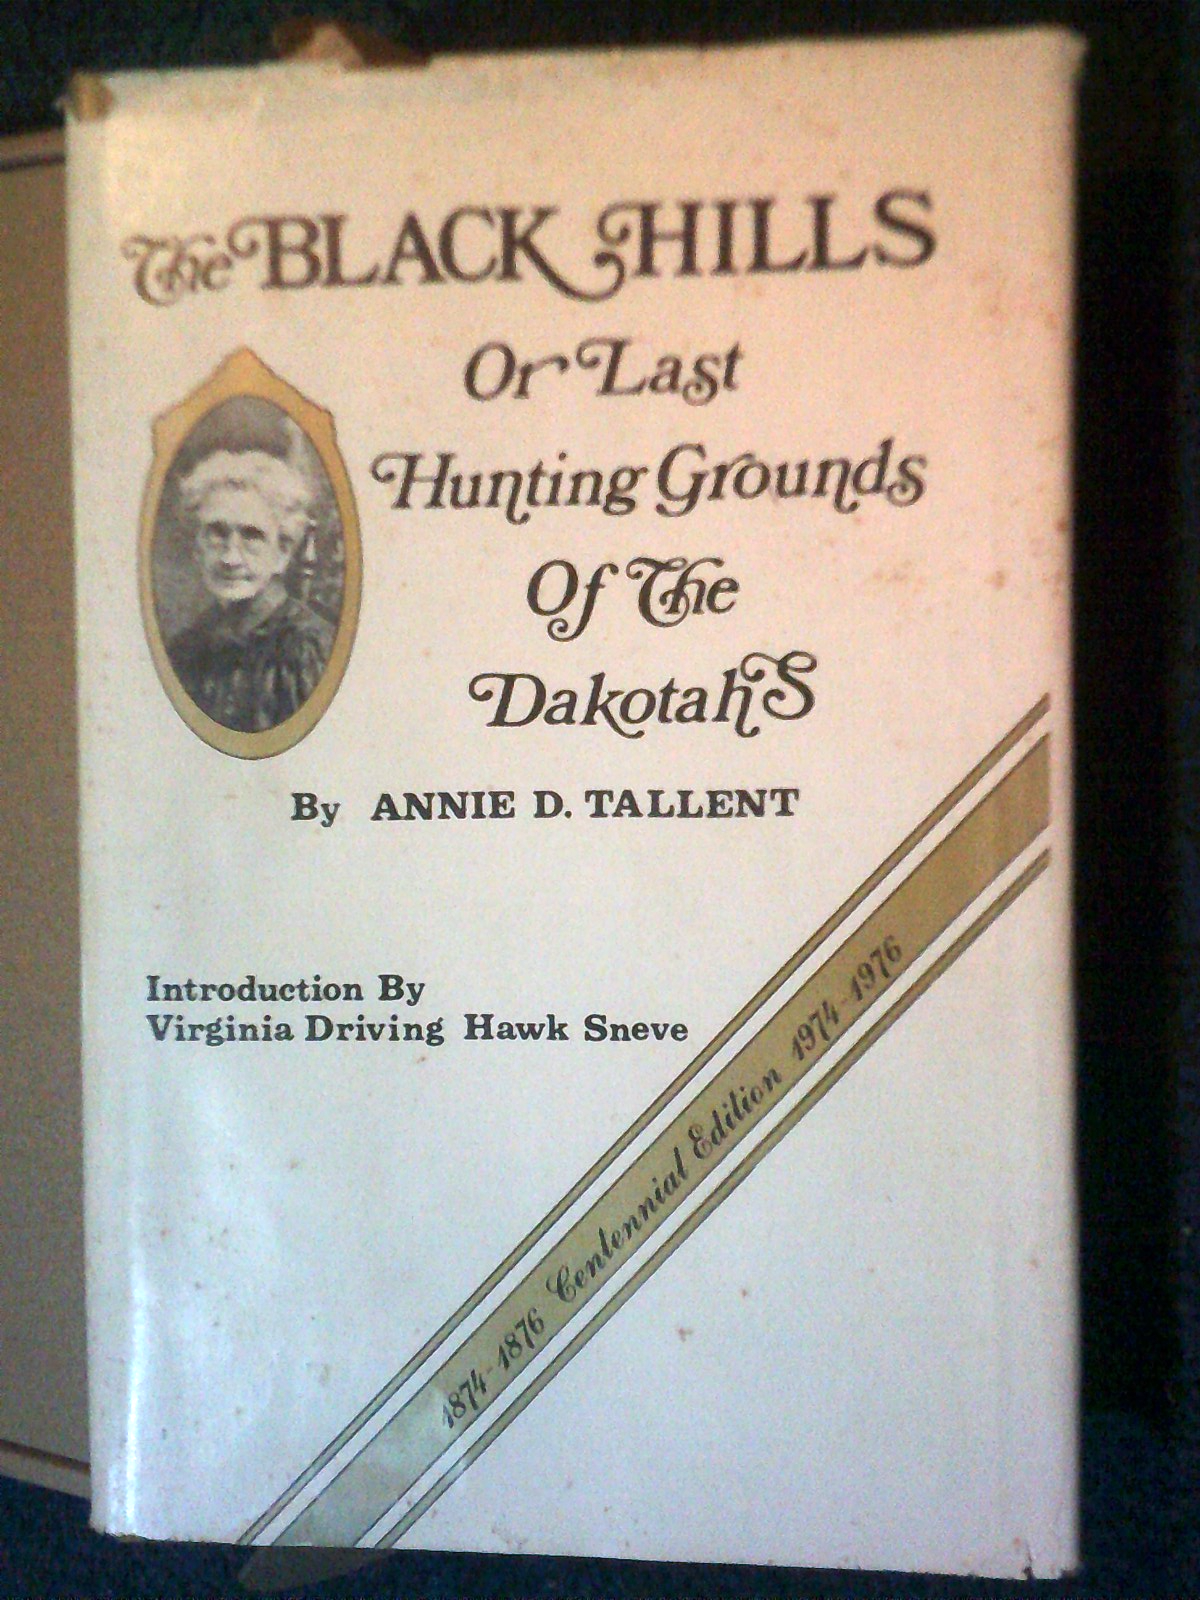 The BLACK HILLS
Or Last
Hunting Grounds
Of The
DakotahS
By ANNIE D. TALLENT
Introduction By
Virginia Driving Hawk Sneve
1874-1876 Centennial Edition 1974-1976